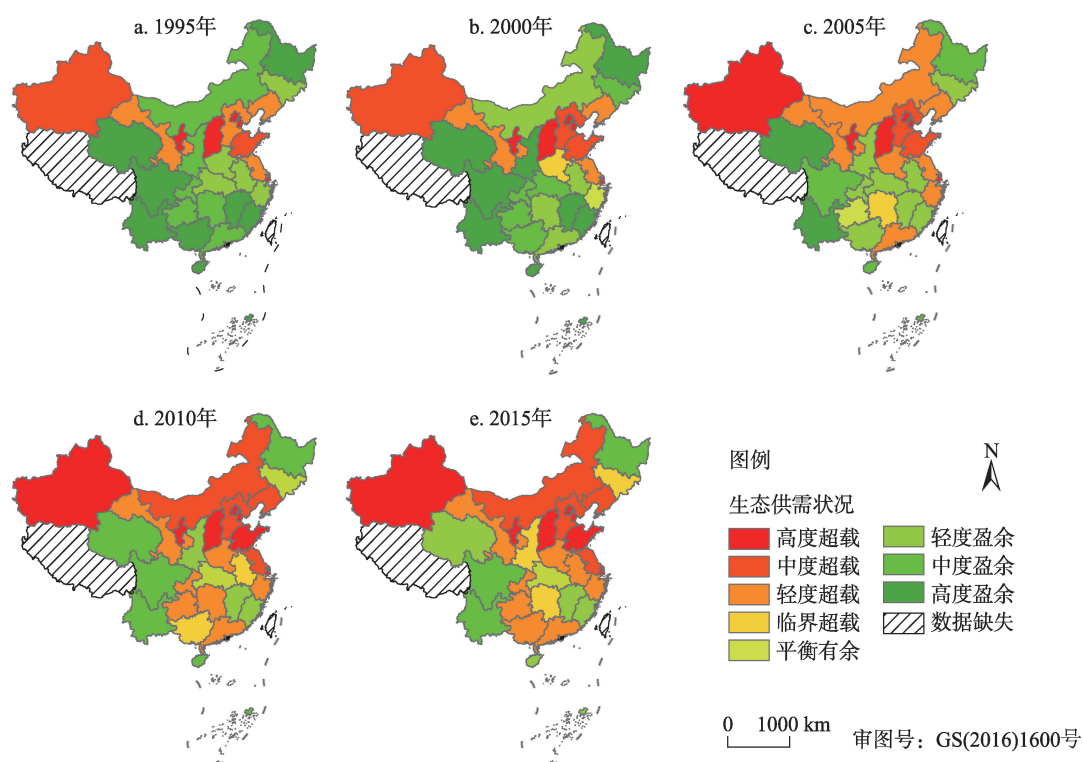 a. 1995年
b. 2000年
c. 2005年
d. 2010年
e. 2015年
N
图例
生态供需状况
高度超载
中度超载
轻度超载
临界超载
平衡有余
轻度盈余
中度盈余
高度盈余
数据缺失
0 1000 km
审图号：GS(2016)1600号